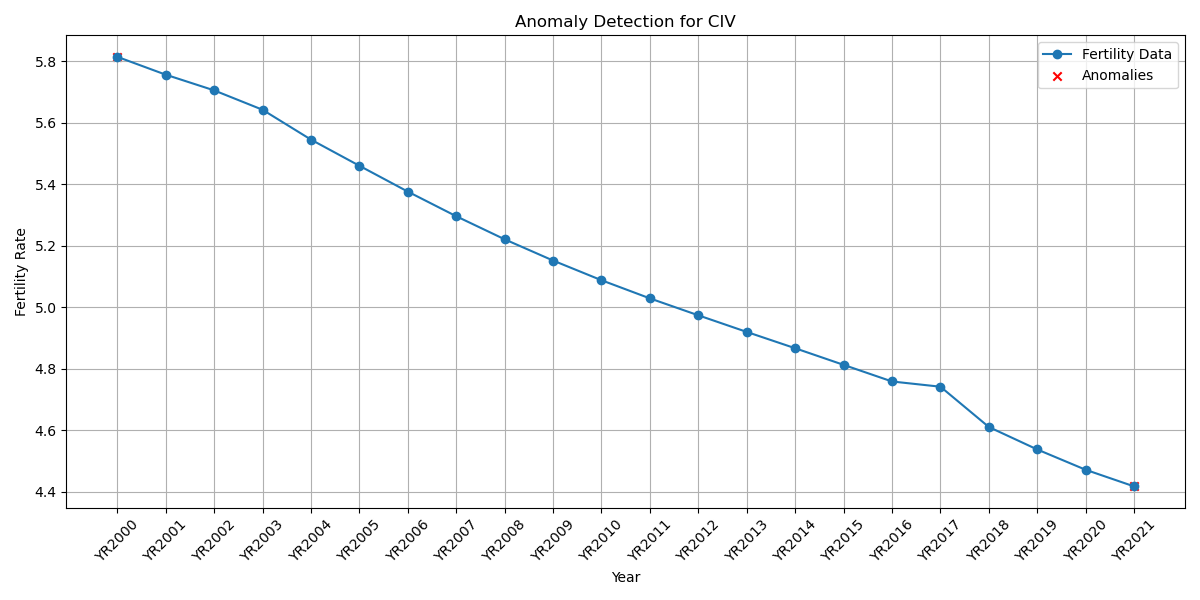 Anomaly Detection for CIV
Fertility Data
Anomalies
Fertility Rate
5.8
5.6
5.4
5.2
5.0
4.8
4.6
4.4
YR2000
YR2001
YR2002
YR2003
YR2004
YR2005
YR2006
YR2007
YR2008
YR2009
YR2010
YR2011
YR2012
YR2013
YR2014
YR2015
YR2016
YR2017
YR2018
YR2019
YR2020
YR2021
Year